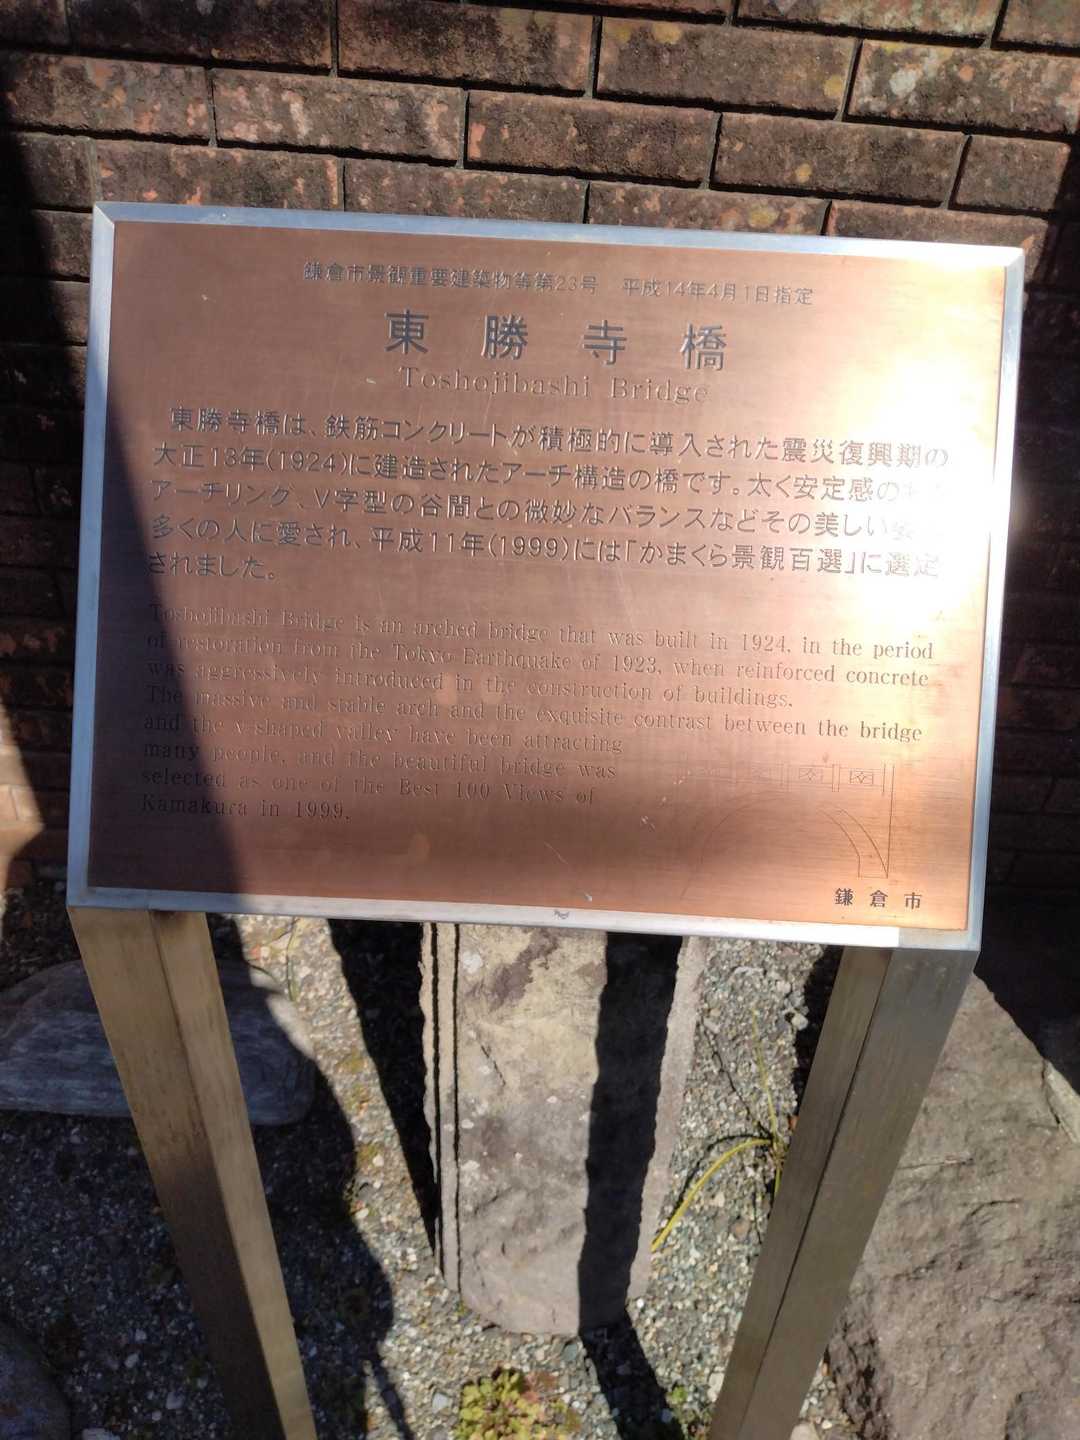 鎌倉市景観重要建築物等第23号　平成14年4月1日指定
東勝寺橋
Toshojibashi Bridge
東勝寺橋は、鉄筋コンクリートが積極的に導入された震災復興期の
大正13年(1924)に建造されたアーチ構造の橋です。太く安定感の
アーチリング、V字型の谷間との微妙なバランスなどその美しい
多くの人に愛され、平成11年(1999)には「かまくら景観百選」に選定
されました。
Toshojibashi Bridge is an arched bridge that was built in 1924, in the period
of restoration from the Tokyo Earthquake of 1923, when reinforced concrete
was aggressively introduced in the construction of buildings.
The massive and stable arch and the exquisite contrast between the bridge
and the v-shaped valley have been attracting
many people, and the beautiful bridge was
selected as one of the Best 100 Views of
Kamakura in 1999.
鎌倉市